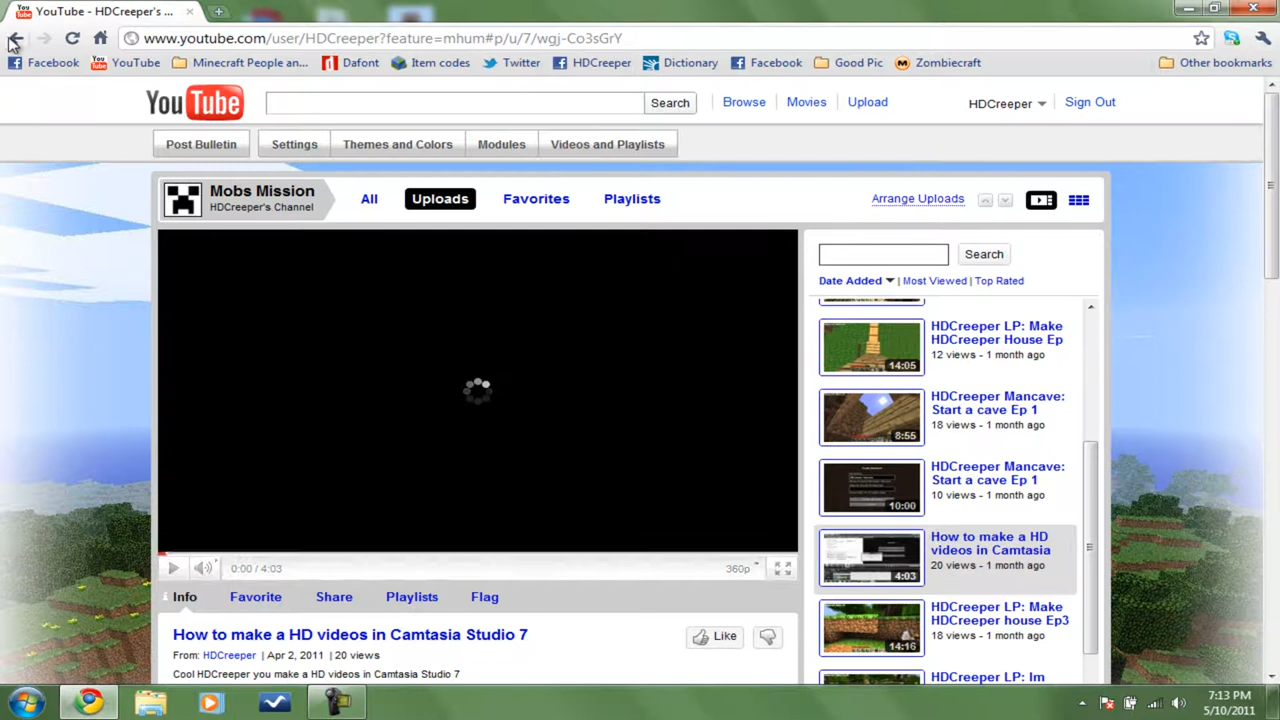 YouTube - HDCreeper's ...
www.youtube.com/user/HDCreeper?feature=mhum#p/u/7/wgj-Co3sGrY
Facebook YouTube Minecraft People an... Dafont Item codes Twitter HDCreeper Dictionary Facebook Good Pic Zombiecraft Other bookmarks
YouTube Search Browse Movies Upload HDCreeper Sign Out
Post Bulletin Settings Themes and Colors Modules Videos and Playlists
Mobs Mission
HDCreeper's Channel
All Uploads Favorites Playlists Arrange Uploads
Search
Date Added | Most Viewed | Top Rated
HDCreeper LP: Make
HDCreeper House Ep
12 views - 1 month ago
14:05
HDCreeper Mancave:
Start a cave Ep 1
18 views - 1 month ago
8:55
HDCreeper Mancave:
Start a cave Ep 1
10 views - 1 month ago
10:00
How to make a HD
videos in Camtasia
20 views - 1 month ago
4:03
HDCreeper LP: Make
HDCreeper house Ep3
18 views - 1 month ago
14:16
HDCreeper LP: Im
0:00 / 4:03 360p
Info Favorite Share Playlists Flag
How to make a HD videos in Camtasia Studio 7
Like
From: HDCreeper | Apr 2, 2011 | 20 views
Cool HDCreeper you make a HD videos in Camtasia Studio 7
7:13 PM
5/10/2011